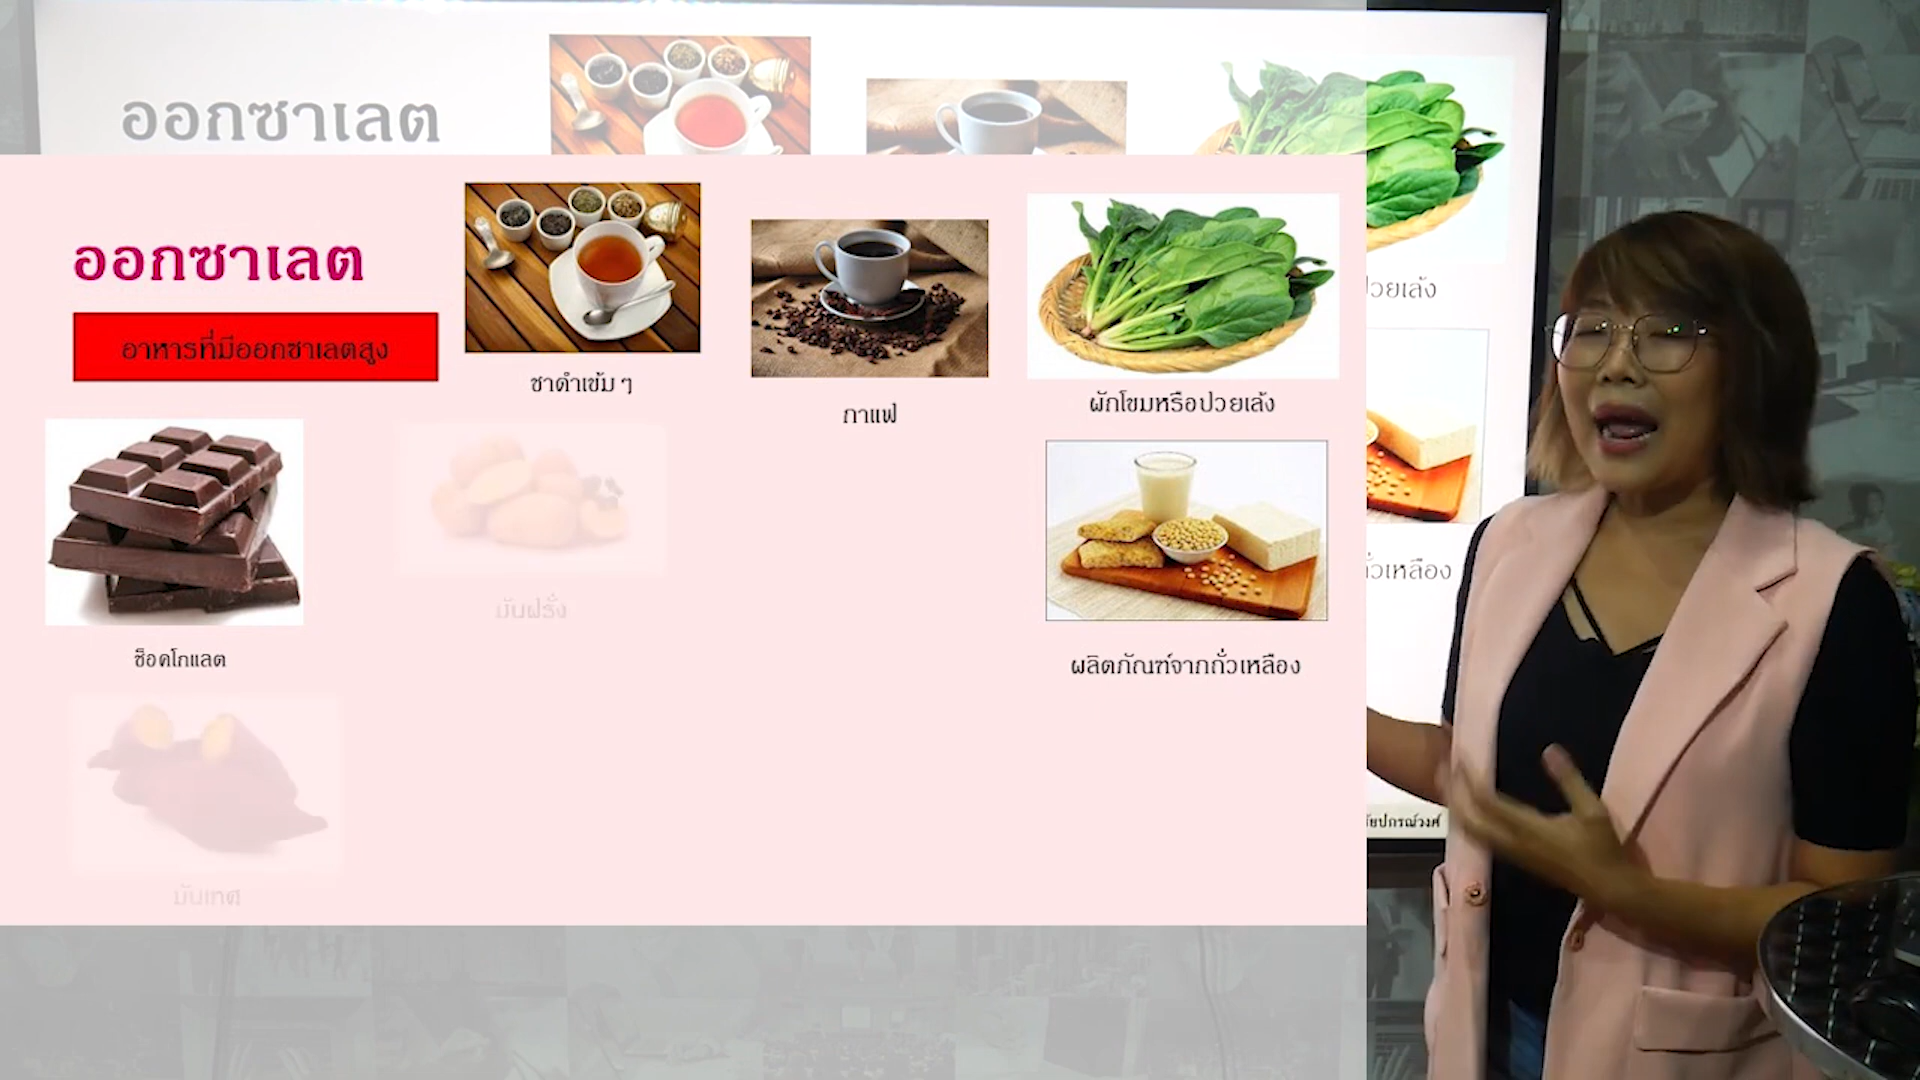 ออกซาเลต
ออกซาเลต
อาหารที่มีออกซาเลตสูง
ชาดำเข้ม ๆ
กาแฟ
ผักโขมหรือปวยเล้ง
ช็อคโกแลต
มันฝรั่ง
ผลิตภัณฑ์จากถั่วเหลือง
มันเทศ
ปวยเล้ง
ถั่วเหลือง